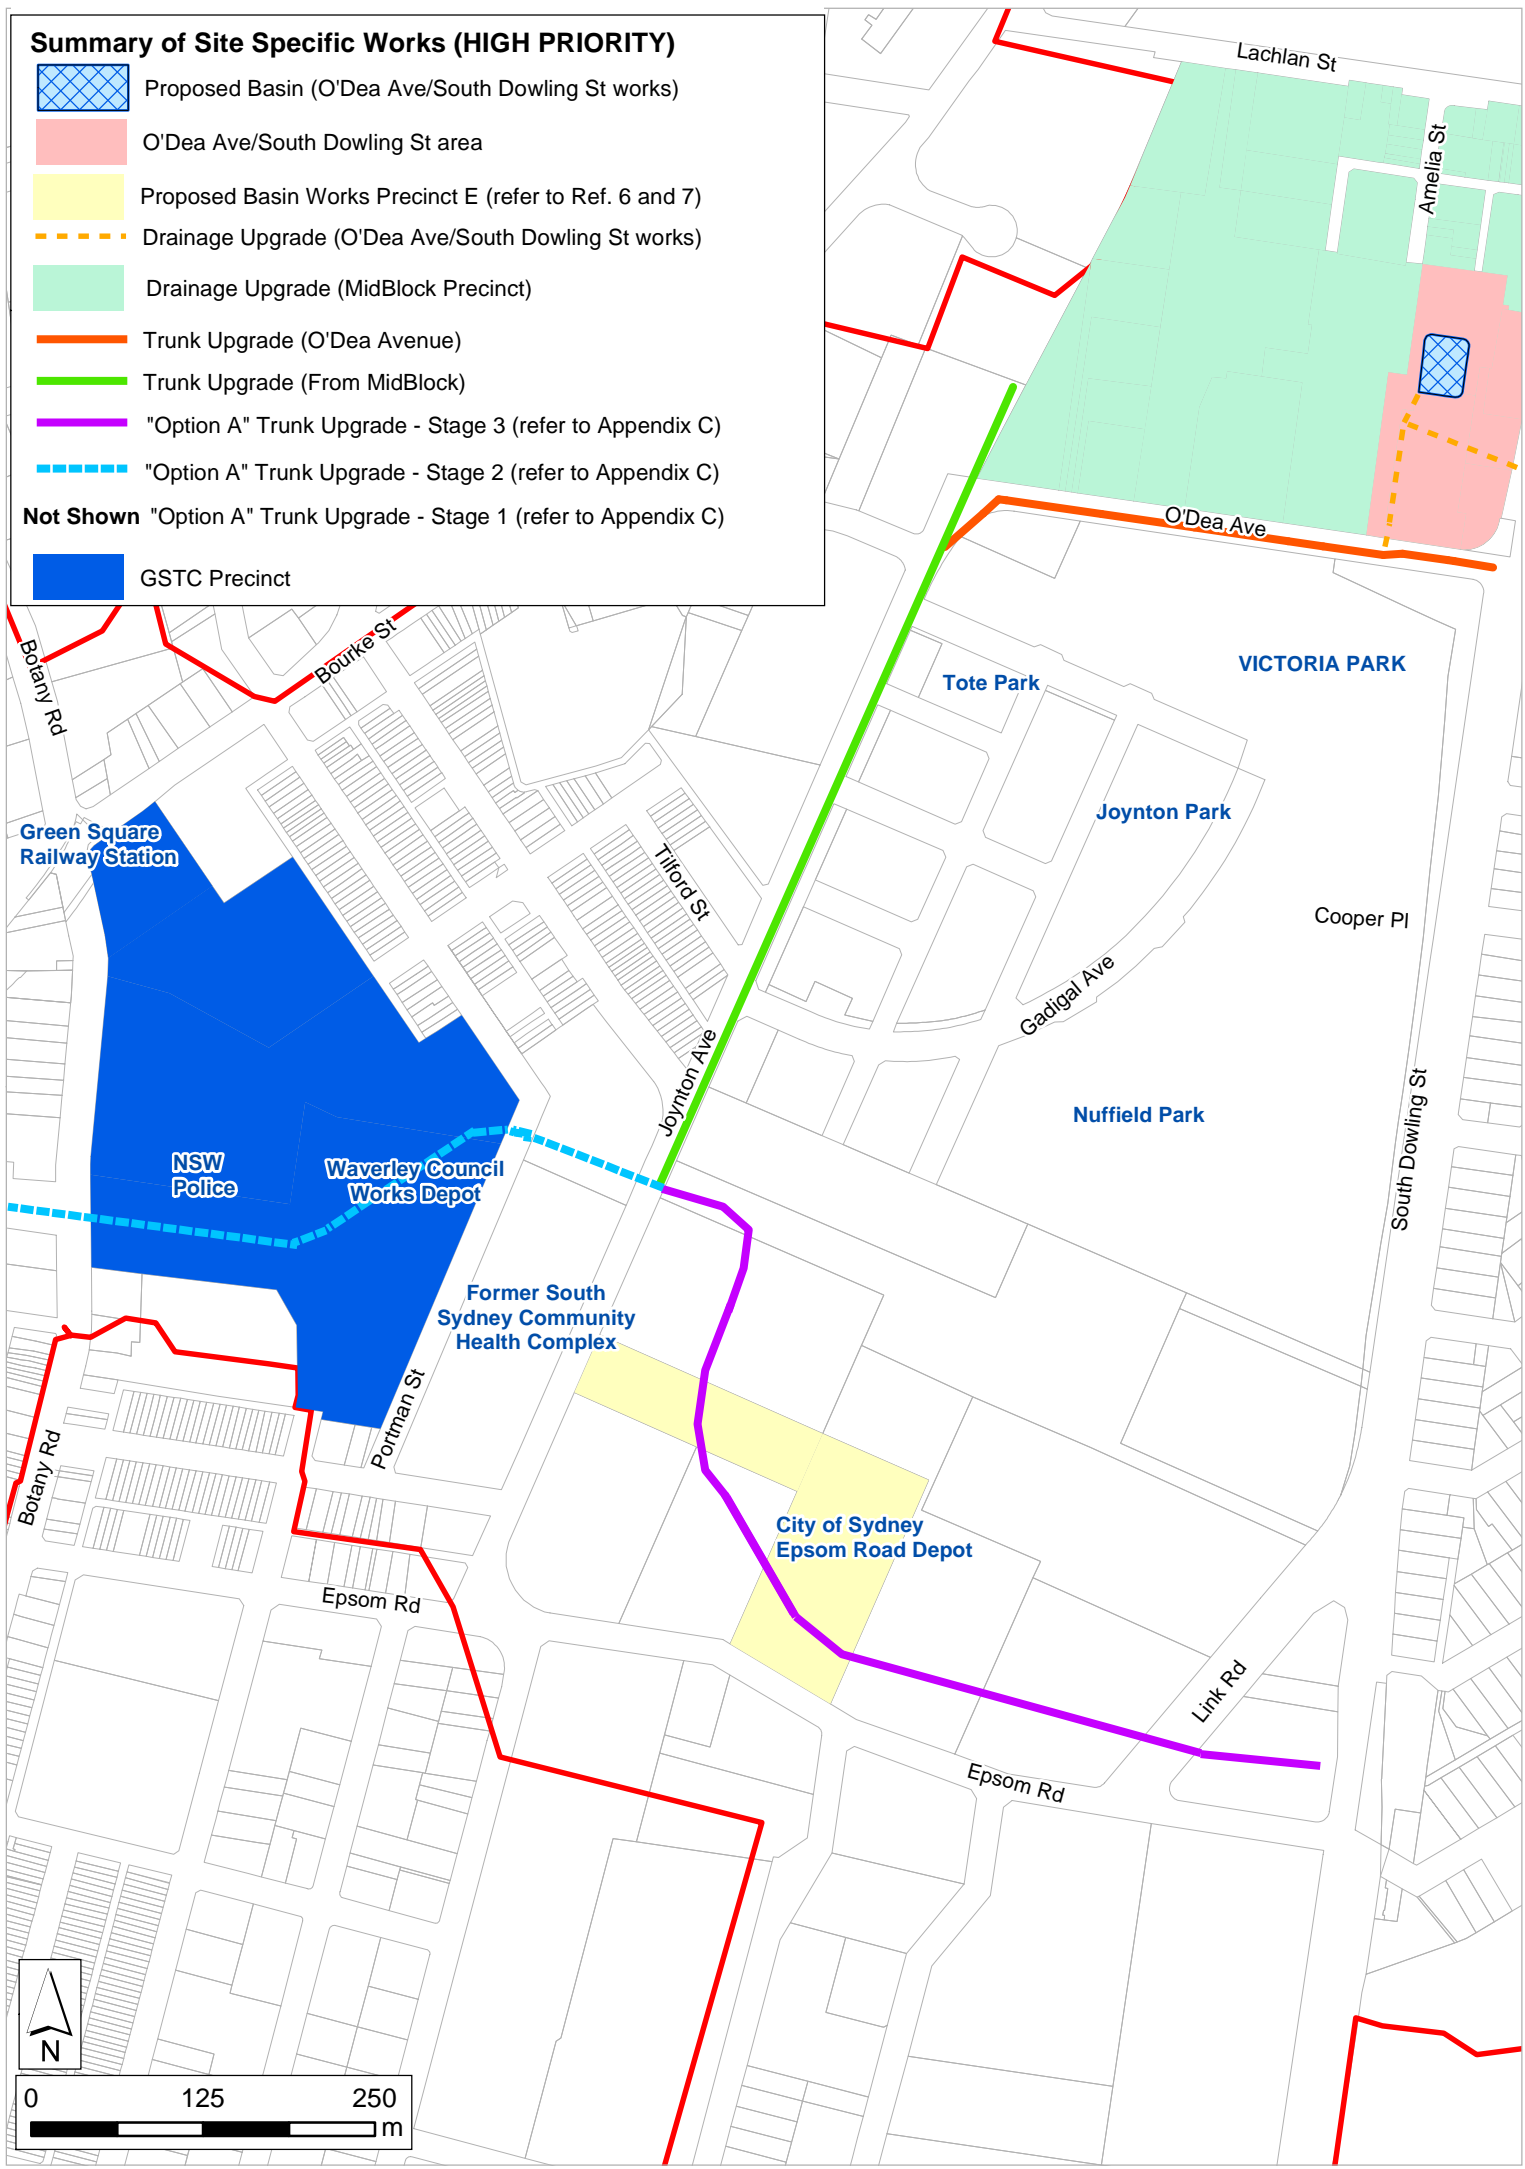 Summary of Site Specific Works (HIGH PRIORITY)
Proposed Basin (O'Dea Ave/South Dowling St works)
O'Dea Ave/South Dowling St area
Proposed Basin Works Precinct E (refer to Ref. 6 and 7)
Drainage Upgrade (O'Dea Ave/South Dowling St works)
Drainage Upgrade (MidBlock Precinct)
Trunk Upgrade (O'Dea Avenue)
Trunk Upgrade (From MidBlock)
"Option A" Trunk Upgrade - Stage 3 (refer to Appendix C)
"Option A" Trunk Upgrade - Stage 2 (refer to Appendix C)
Not Shown "Option A" Trunk Upgrade - Stage 1 (refer to Appendix C)
GSTC Precinct
Lachlan St
Amelia St
O'Dea Ave
Botany Rd
Bourke St
Tote Park
VICTORIA PARK
Joynton Park
Green Square
Railway Station
Tilford St
Cooper Pl
Gadigal Ave
Joynton Ave
Nuffield Park
South Dowling St
NSW
Police
Waverley Council
Works Depot
Former South
Sydney Community
Health Complex
Portman St
Botany Rd
City of Sydney
Epsom Road Depot
Epsom Rd
Link Rd
Epsom Rd
N
0 125 250
m